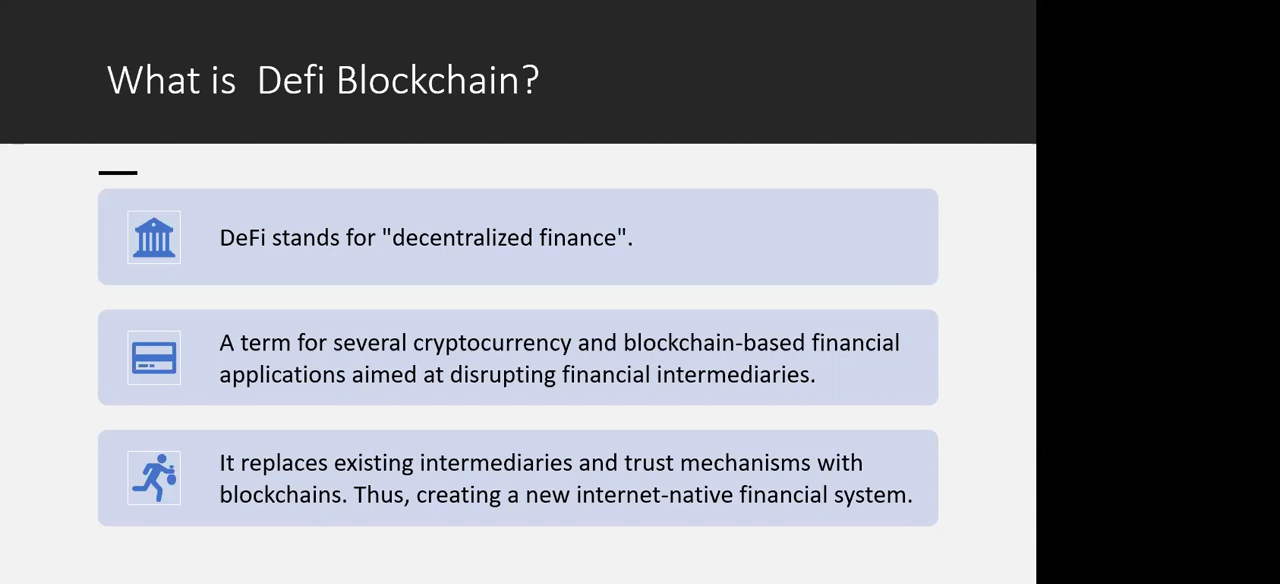 What is  Defi Blockchain?
DeFi stands for "decentralized finance".
A term for several cryptocurrency and blockchain-based financial
applications aimed at disrupting financial intermediaries.
It replaces existing intermediaries and trust mechanisms with
blockchains. Thus, creating a new internet-native financial system.